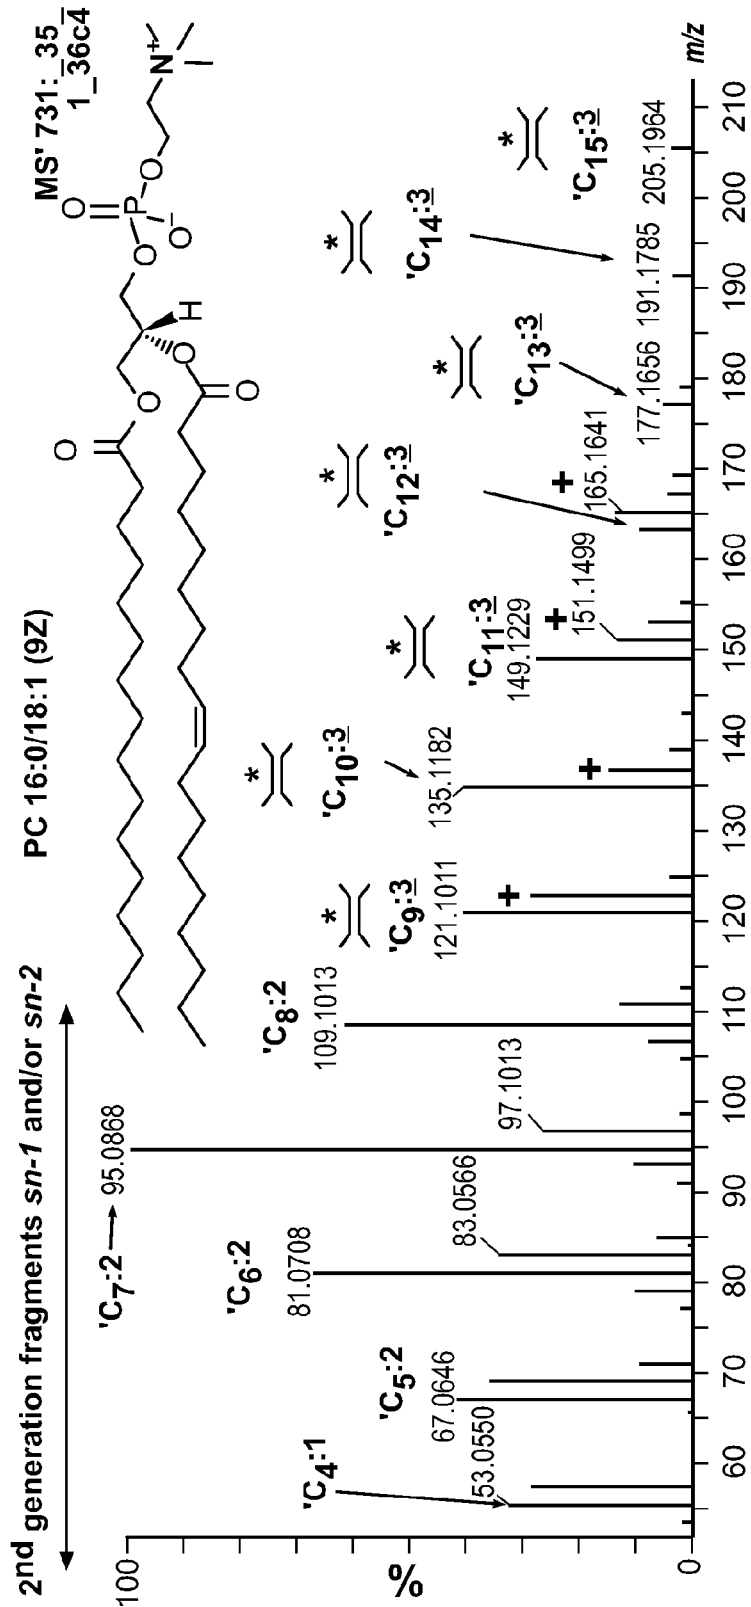 2nd generation fragments sn-1 and/or sn-2
PC 16:0/18:1 (9Z)
MS' 731:_35_
1_36c4
O
O
O
O
H
O
O
P
O-
O
N+
'C7:2
95.0868
'C6:2
81.0708
'C5:2
67.0646
'C4:1
53.0550
83.0566
97.1013
'C8:2
109.1013
*
'C9:3
121.1011
+
*
'C10:3
135.1182
+
*
'C11:3
149.1229
+
151.1499
*
'C12:3
+
165.1641
*
'C13:3
177.1656
*
'C14:3
191.1785
*
'C15:3
205.1964
100
%
0
60
70
80
90
100
110
120
130
140
150
160
170
180
190
200
210
m/z